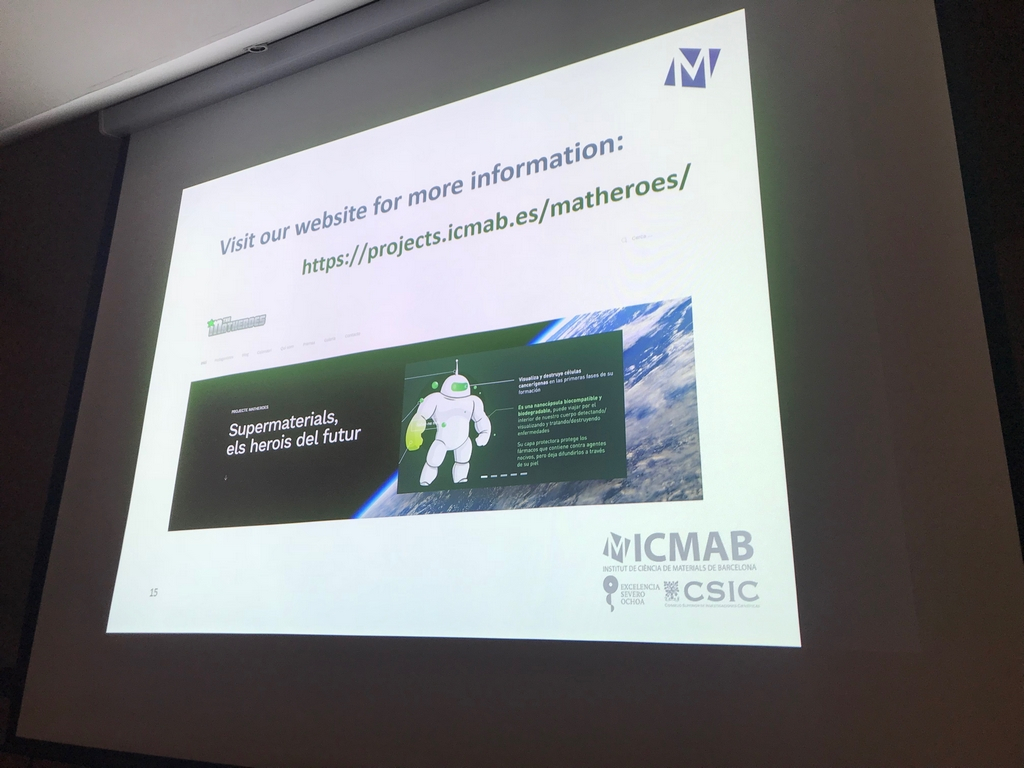 Visit our website for more information:
https://projects.icmab.es/matheroes/
THE
MATHEROES
PROJECTE MATHEROES
Supermaterials,
els herois del futur
Visualiza y destruye células
cancerígenas en las primeras fases de su
formación
Es una nanocápsula biocompatible y
biodegradable, puede viajar por el
interior de nuestro cuerpo detectando/
visualizando y tratando/destruyendo
enfermedades
Su capa protectora protege los
fármacos que contiene contra agentes
nocivos, pero deja difundirlos a través
de su piel
ICMAB
INSTITUT DE CIÈNCIA DE MATERIALS DE BARCELONA
EXCELENCIA
SEVERO
OCHOA
CSIC
15